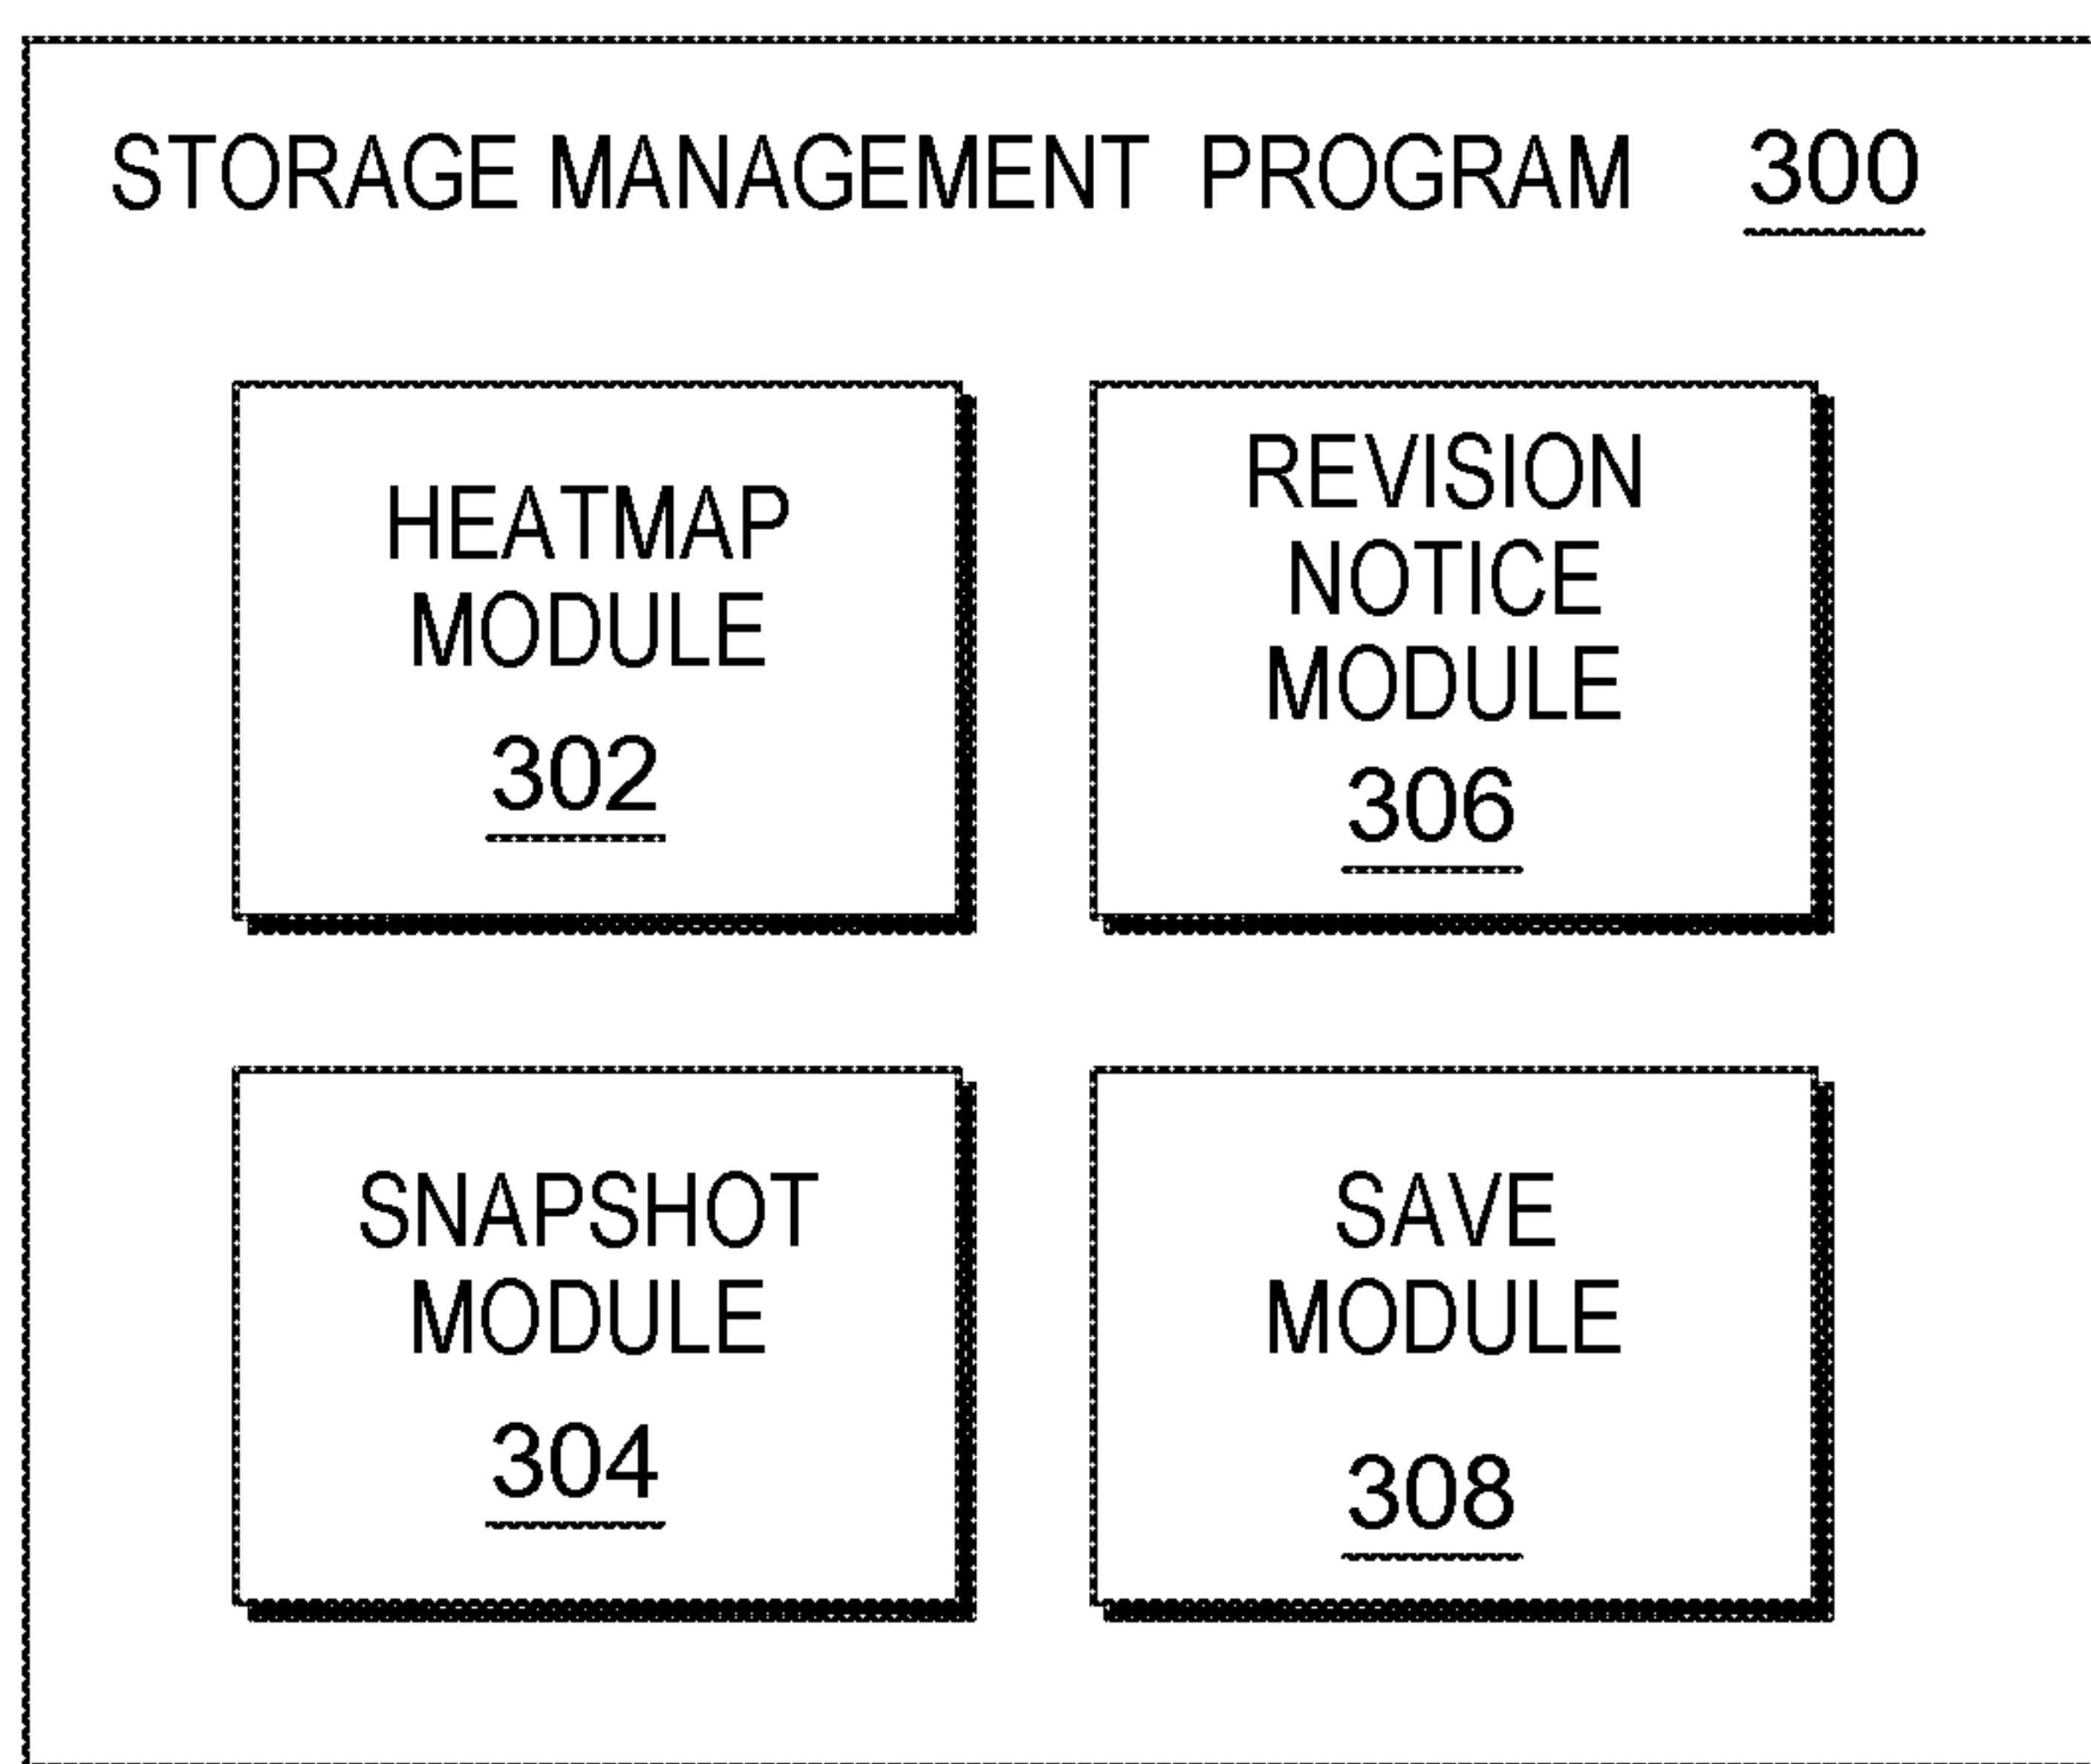 STORAGE MANAGEMENT PROGRAM 300
HEATMAP
MODULE
302
REVISION
NOTICE
MODULE
306
SNAPSHOT
MODULE
304
SAVE
MODULE
308